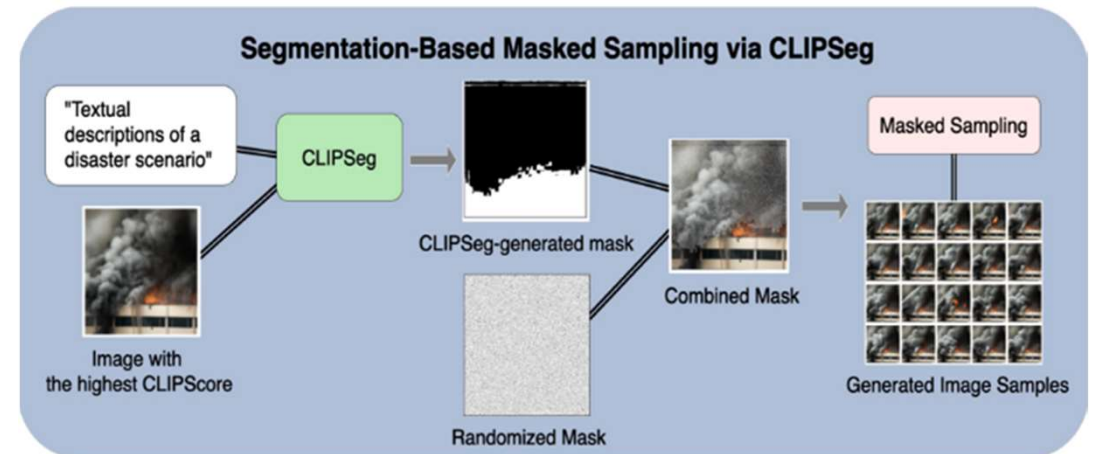 Segmentation-Based Masked Sampling via CLIPSeg
"Textual
descriptions of a
disaster scenario"
CLIPSeg
Image with
the highest CLIPScore
CLIPSeg-generated mask
Randomized Mask
Combined Mask
Masked Sampling
Generated Image Samples